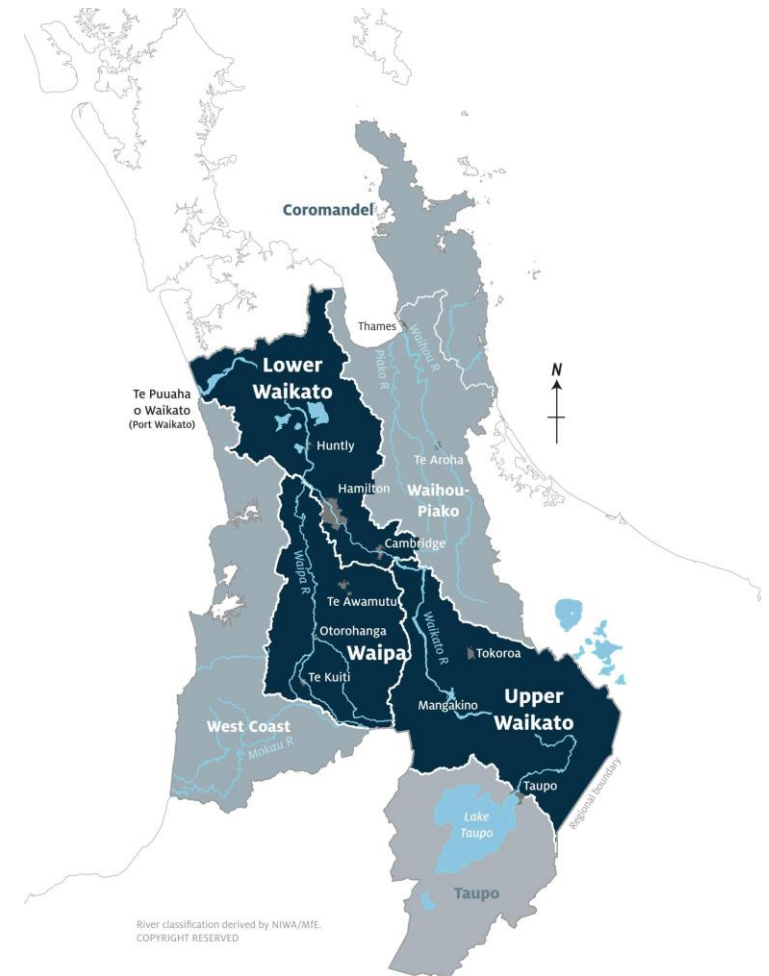 Coromandel
Thames
Waihou R
Piako R
Lower
Waikato
Te Puuaha
o Waikato
(Port Waikato)
N
Huntly
Te Aroha
Waihou-
Piako
Hamilton
Cambridge
Waipa R
Te Awamutu
Otorohanga
Waipa
Waikato R
Tokoroa
Te Kuiti
Mangakino
Upper
Waikato
West Coast
Mokau R
Taupo
Regional boundary
Lake
Taupo
Taupo
River classification derived by NIWA/MfE.
COPYRIGHT RESERVED